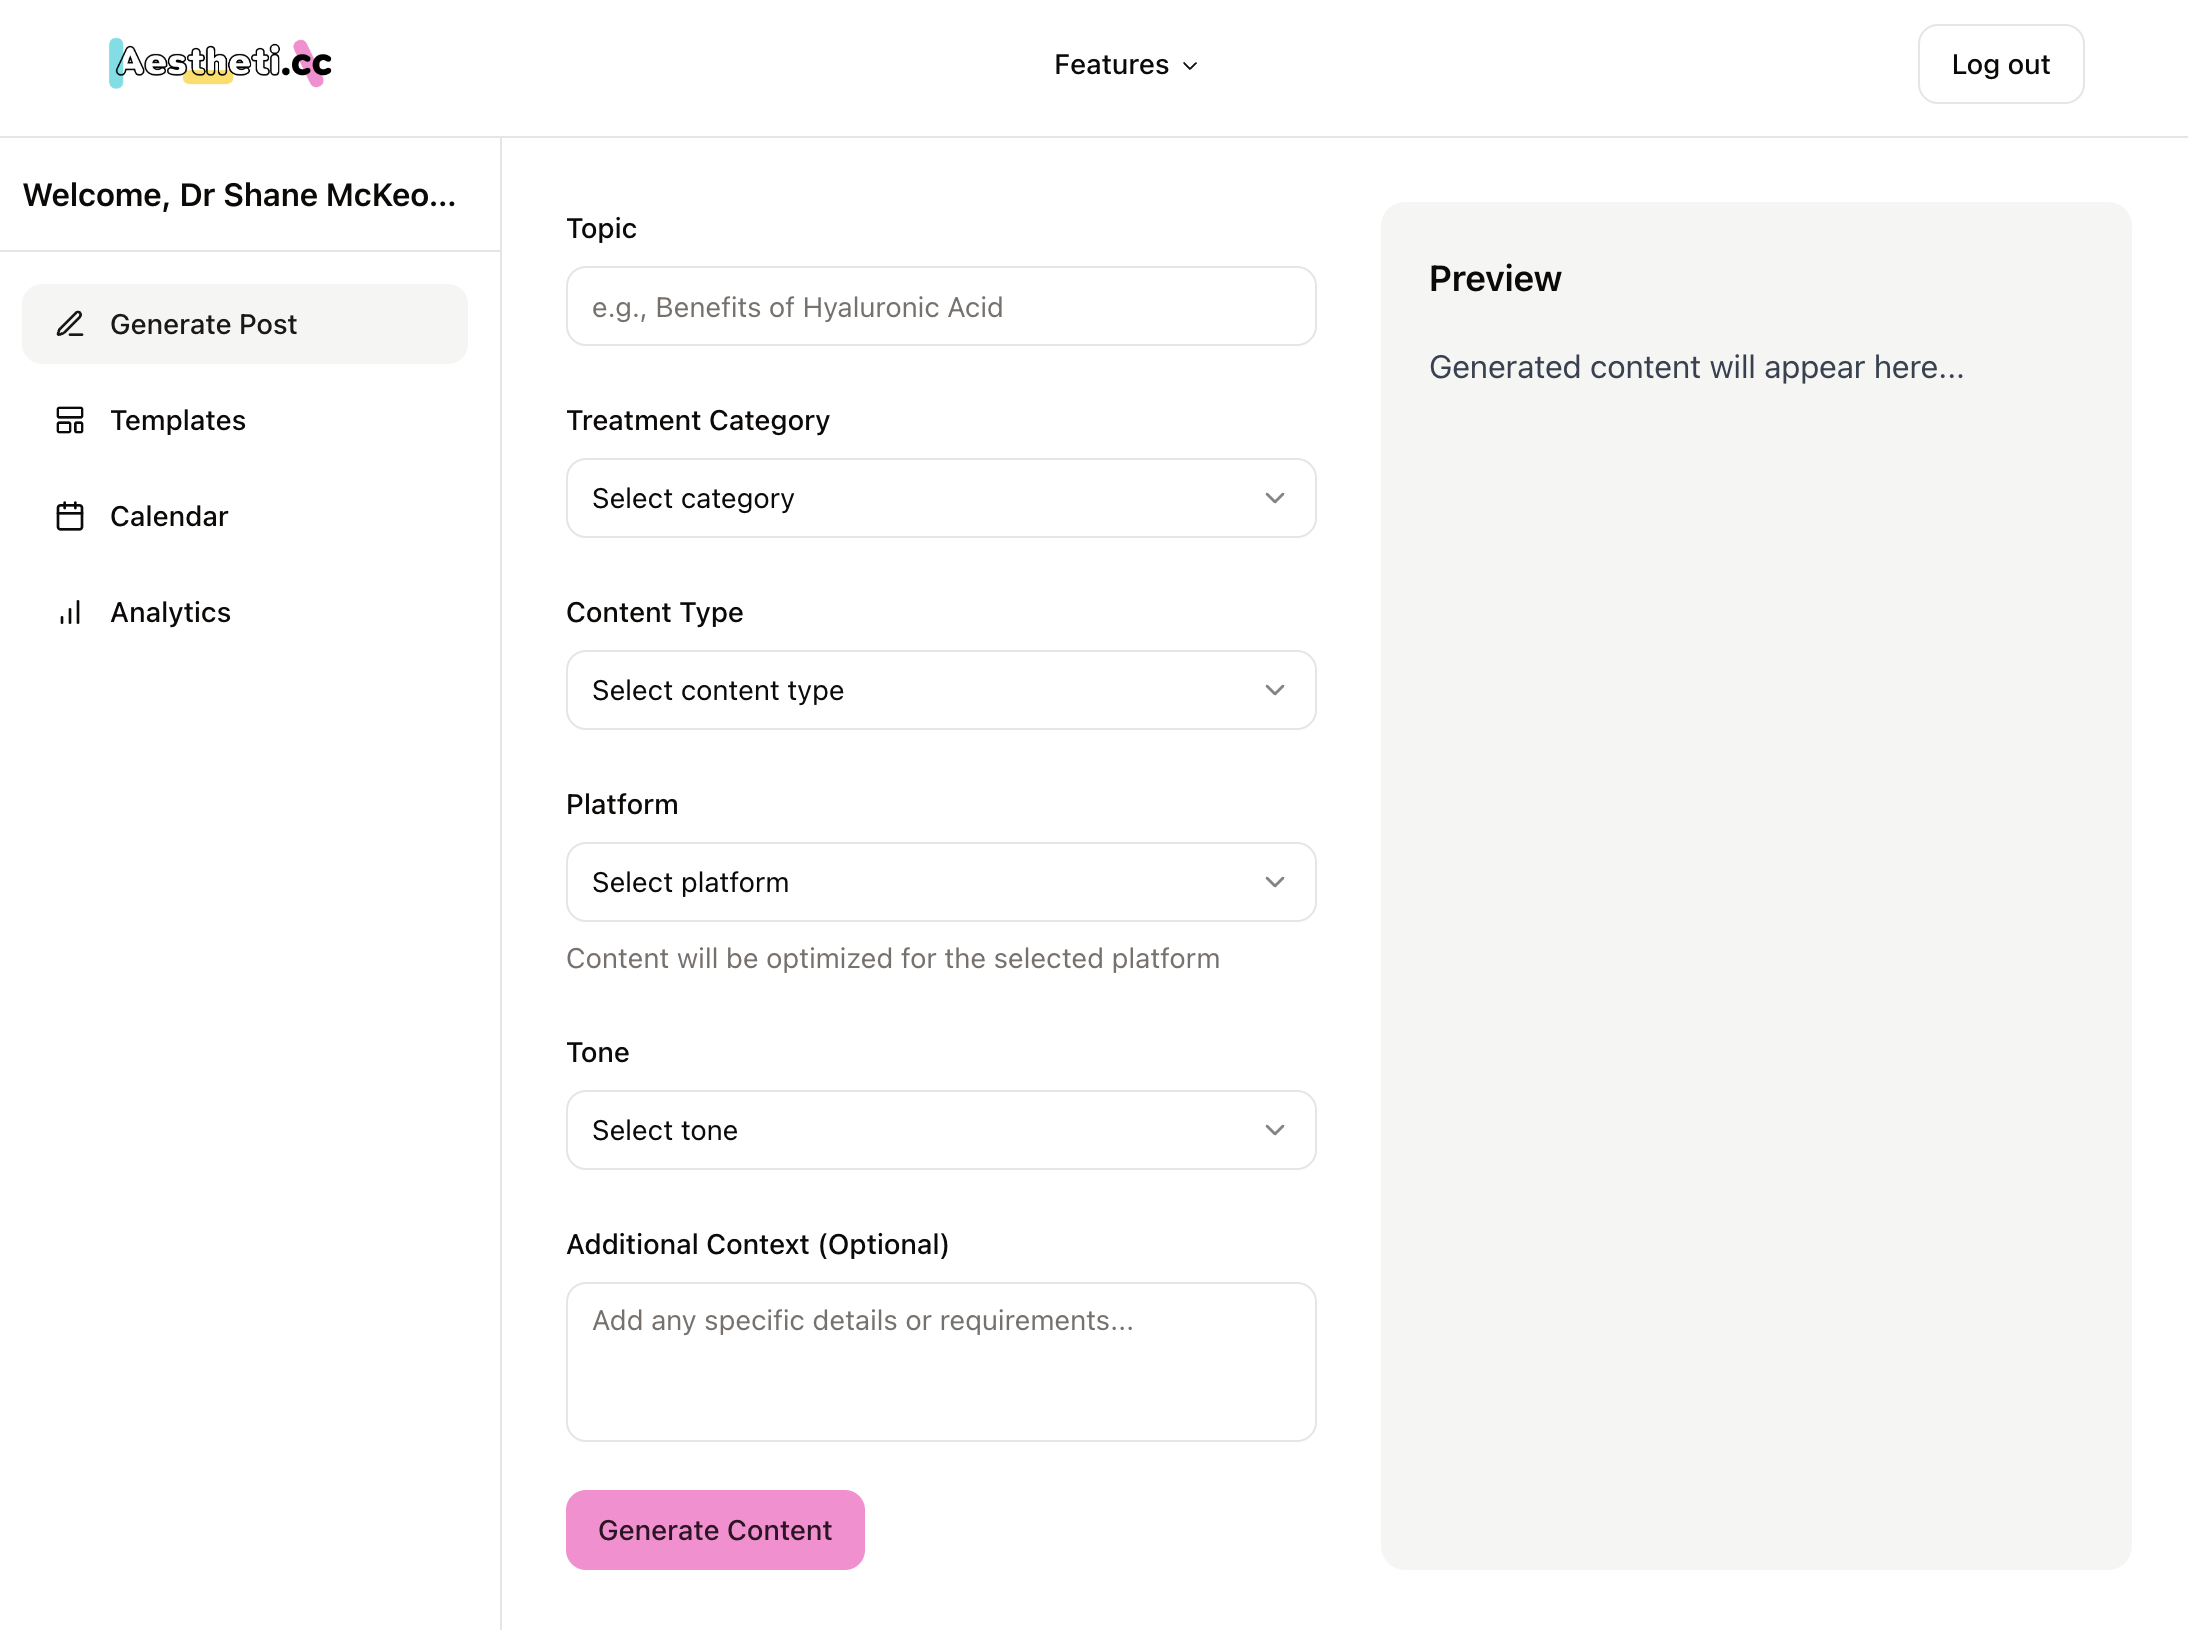 Aestheti.cc
Features
Log out
Welcome, Dr Shane McKeo...
Generate Post
Templates
Calendar
Analytics
Topic
e.g., Benefits of Hyaluronic Acid
Treatment Category
Select category
Content Type
Select content type
Platform
Select platform
Content will be optimized for the selected platform
Tone
Select tone
Additional Context (Optional)
Add any specific details or requirements...
Generate Content
Preview
Generated content will appear here...